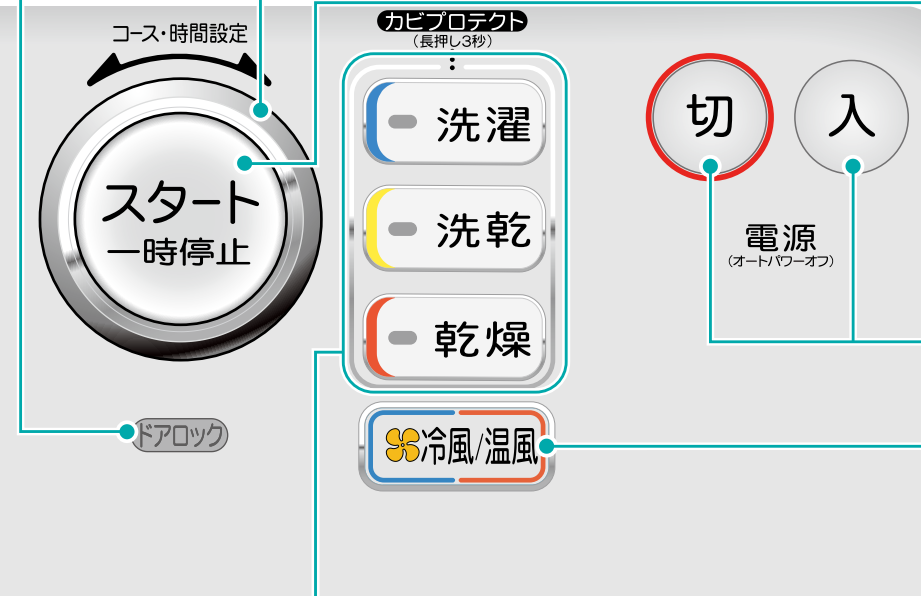 コース・時間設定
スタート
一時停止
ドアロック
カビプロテクト
(長押し3秒)
洗濯
洗乾
乾燥
冷風/温風
切
入
電源
(オートパワーオフ)